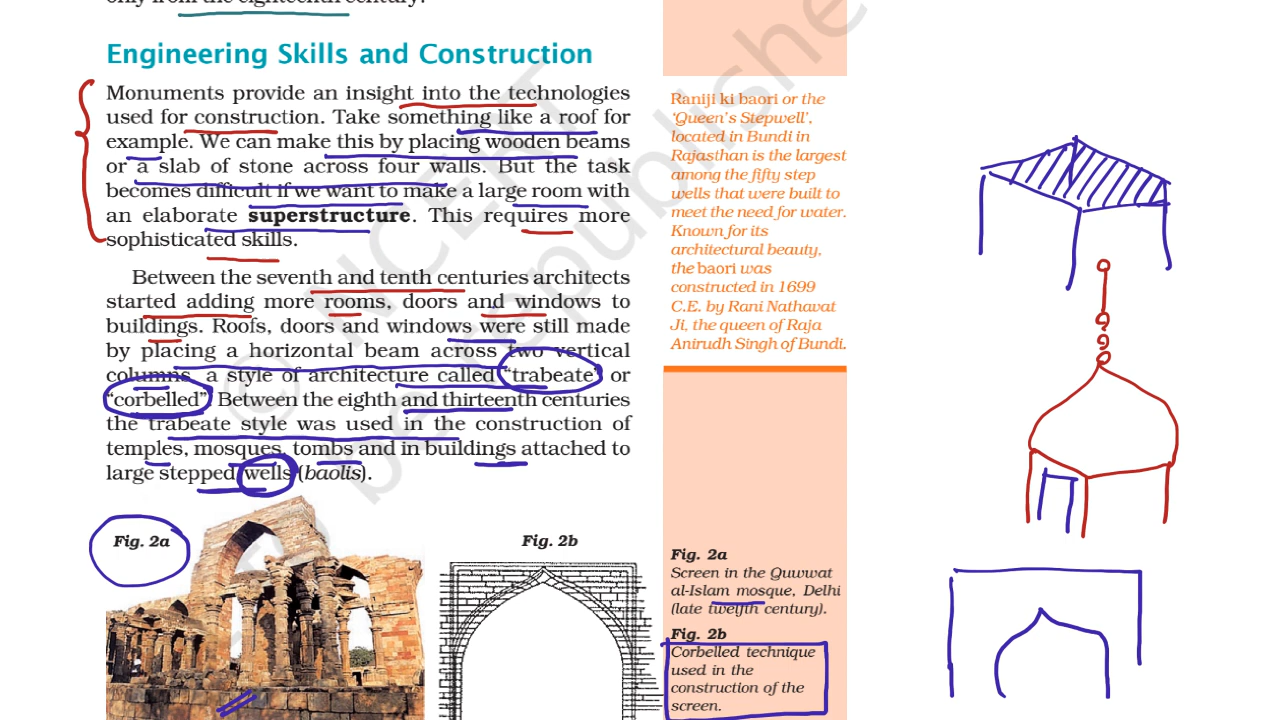 only from the eighteenth century.
Engineering Skills and Construction
Monuments provide an insight into the technologies
used for construction. Take something like a roof for
example. We can make this by placing wooden beams
or a slab of stone across four walls. But the task
becomes difficult if we want to make a large room with
an elaborate superstructure. This requires more
sophisticated skills.
Between the seventh and tenth centuries architects
started adding more rooms, doors and windows to
buildings. Roofs, doors and windows were still made
by placing a horizontal beam across two vertical
columns, a style of architecture called “trabeate” or
“corbelled”. Between the eighth and thirteenth centuries
the trabeate style was used in the construction of
temples, mosques, tombs and in buildings attached to
large stepped wells (baolis).
Fig. 2a
Fig. 2b
Raniji ki baori or the
‘Queen’s Stepwell’,
located in Bundi in
Rajasthan is the largest
among the fifty step
wells that were built to
meet the need for water.
Known for its
architectural beauty,
the baori was
constructed in 1699
C.E. by Rani Nathavat
Ji, the queen of Raja
Anirudh Singh of Bundi.
Fig. 2a
Screen in the Quwwat
al-Islam mosque, Delhi
(late twelfth century).
Fig. 2b
Corbelled technique
used in the
construction of the
screen.
© NCERT
be republished